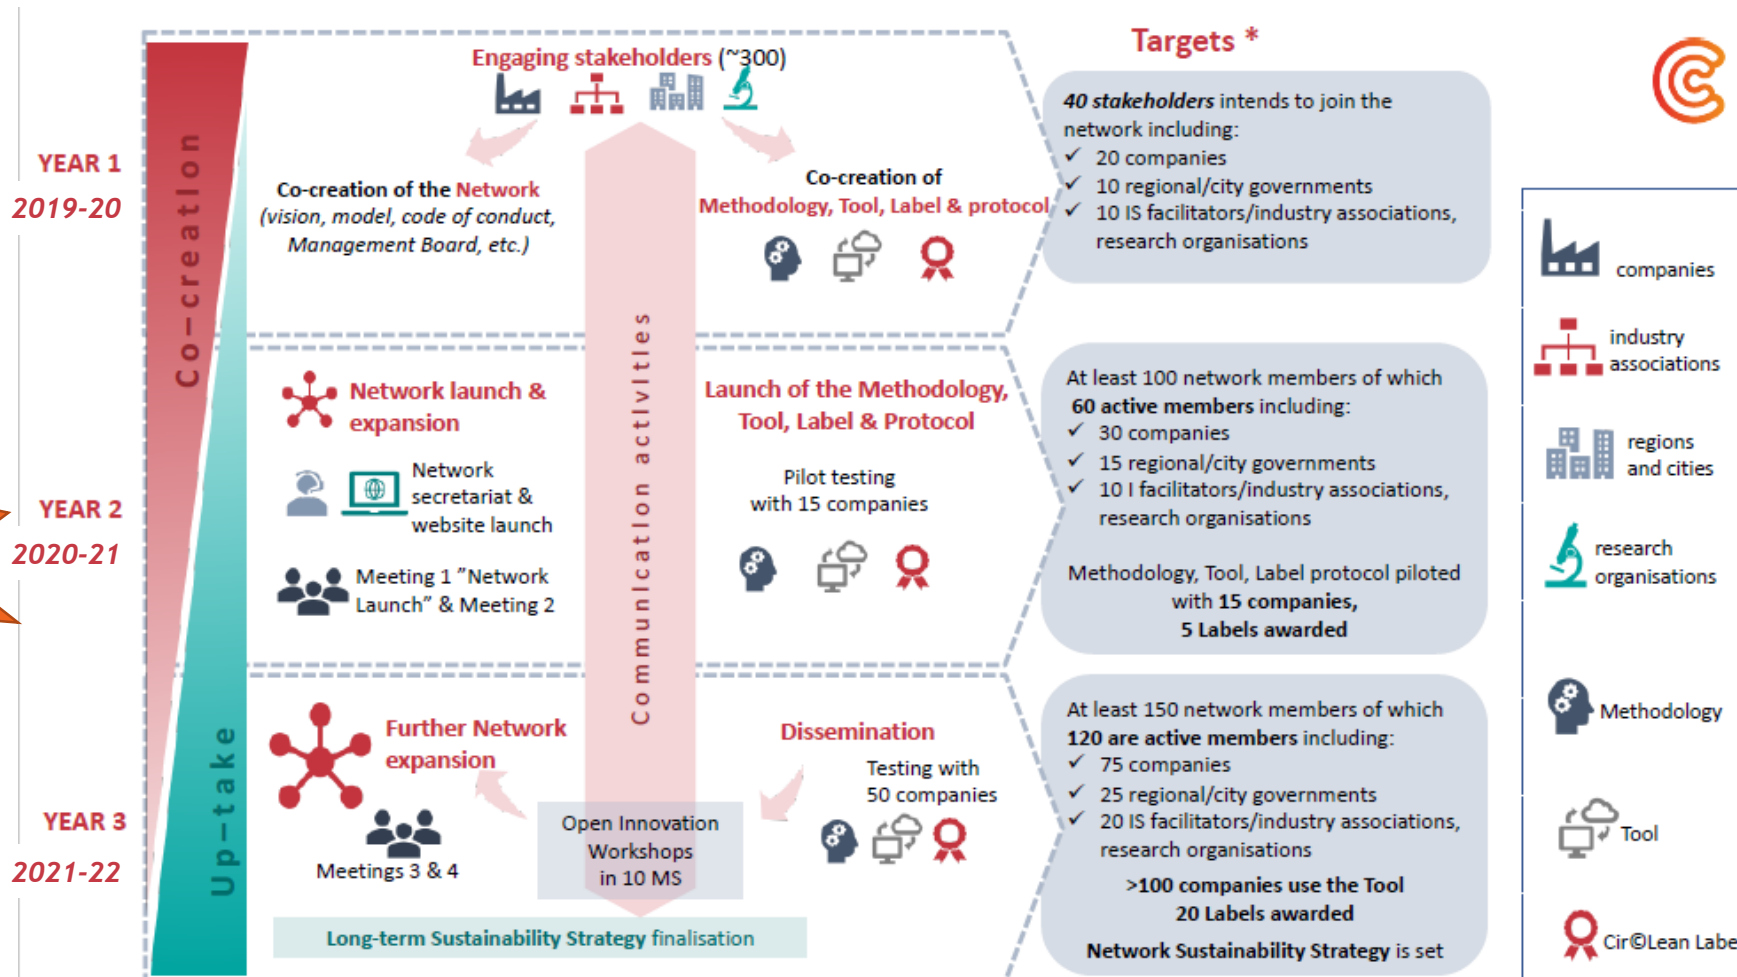 Targets *
Engaging stakeholders (~300)
YEAR 1
2019-20
Co-creation
Co-creation of the Network
(vision, model, code of conduct,
Management Board, etc.)
Co-creation of
Methodology, Tool, Label & protocol
40 stakeholders intends to join the
network including:
✓ 20 companies
✓ 10 regional/city governments
✓ 10 IS facilitators/industry associations,
research organisations
Communication activities
YEAR 2
2020-21
Network launch &
expansion
Network
secretariat &
website launch
Meeting 1 "Network
Launch" & Meeting 2
Launch of the Methodology,
Tool, Label & Protocol
Pilot testing
with 15 companies
At least 100 network members of which
60 active members including:
✓ 30 companies
✓ 15 regional/city governments
✓ 10 I facilitators/industry associations,
research organisations
Methodology, Tool, Label protocol piloted
with 15 companies,
5 Labels awarded
YEAR 3
2021-22
Up-take
Further Network
expansion
Meetings 3 & 4
Open Innovation
Workshops
in 10 MS
Dissemination
Testing with
50 companies
Long-term Sustainability Strategy finalisation
At least 150 network members of which
120 are active members including:
✓ 75 companies
✓ 25 regional/city governments
✓ 20 IS facilitators/industry associations,
research organisations
>100 companies use the Tool
20 Labels awarded
Network Sustainability Strategy is set
companies
industry
associations
regions
and cities
research
organisations
Methodology
Tool
Cir©Lean Labe